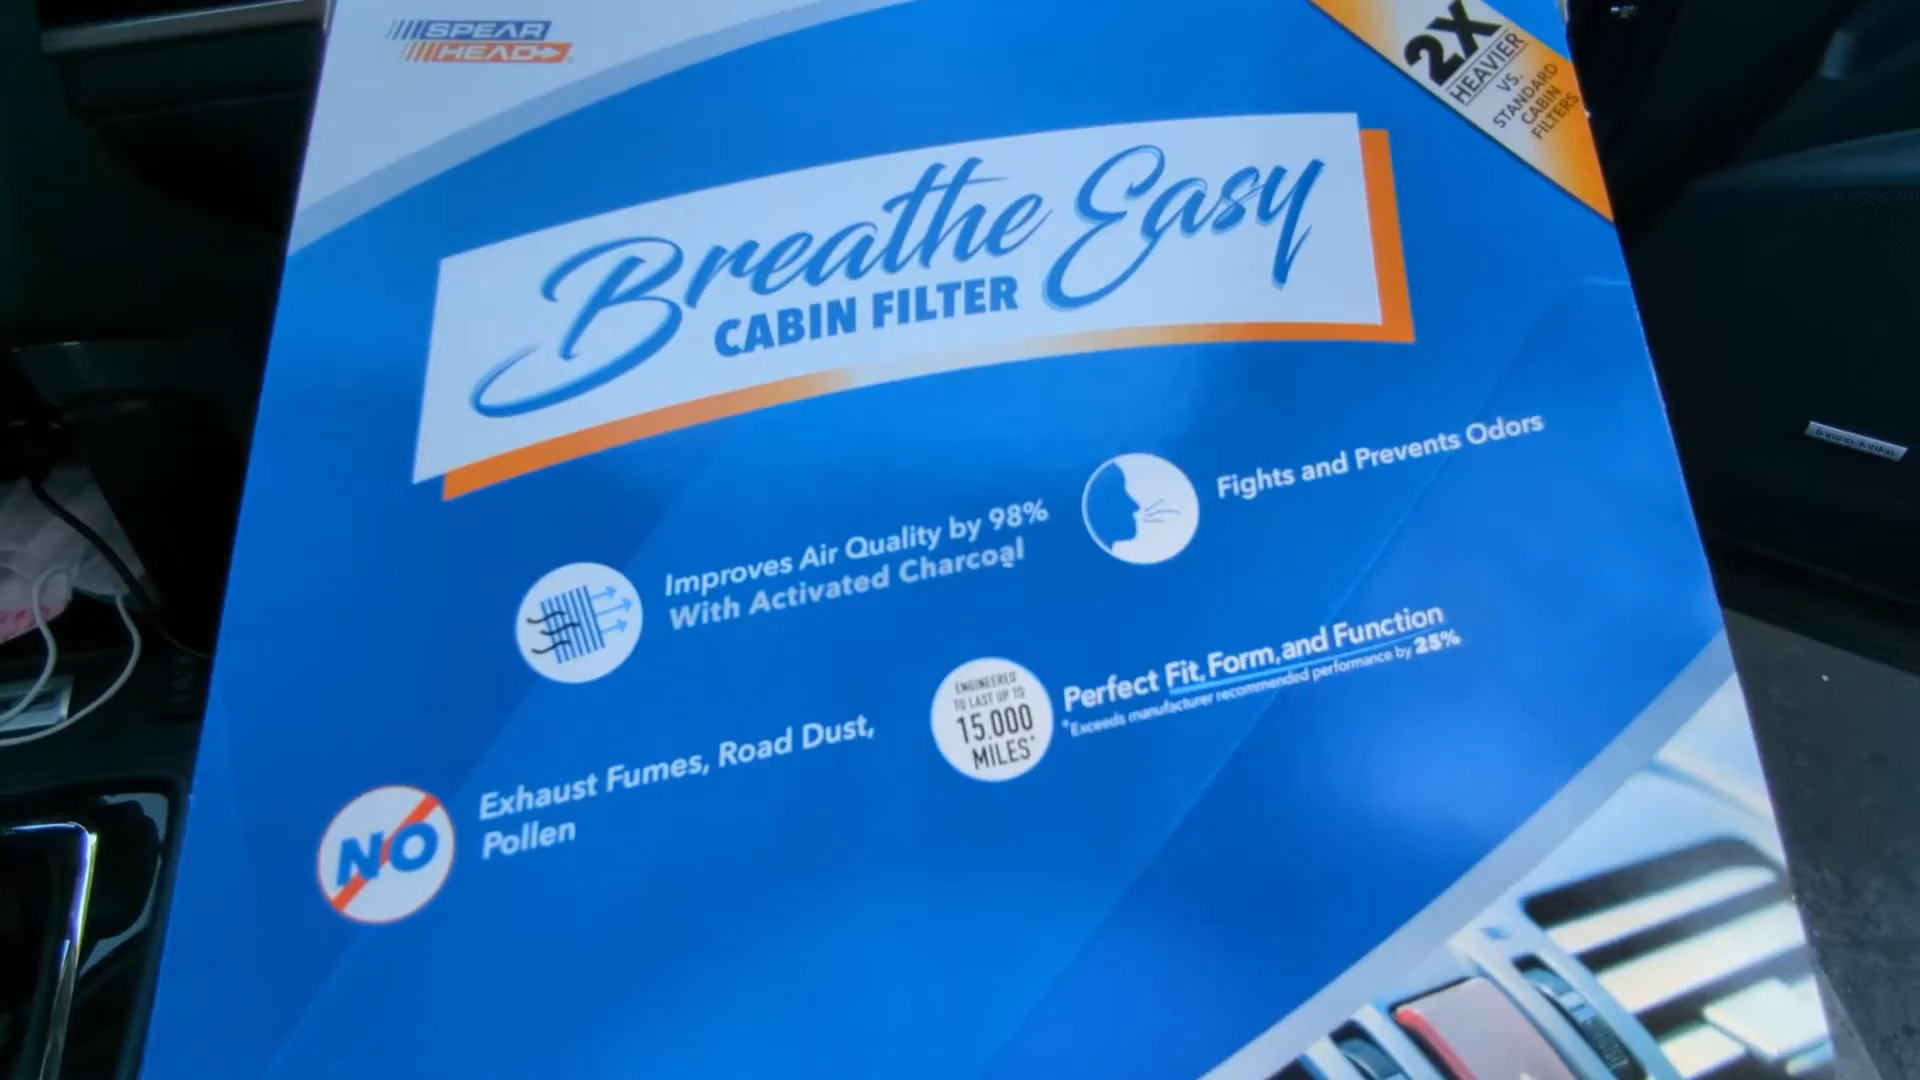 SPEAR
HEAD
2X
HEAVIER
VS.
STANDARD
CABIN
FILTERS
Breathe Easy
CABIN FILTER
Improves Air Quality by 98%
With Activated Charcoal
Fights and Prevents Odors
NO
Exhaust Fumes, Road Dust,
Pollen
ENGINEERED
TO LAST UP TO
15,000
MILES*
Perfect Fit, Form, and Function
*Exceeds manufacturer recommended performance by 25%
harman/kardon